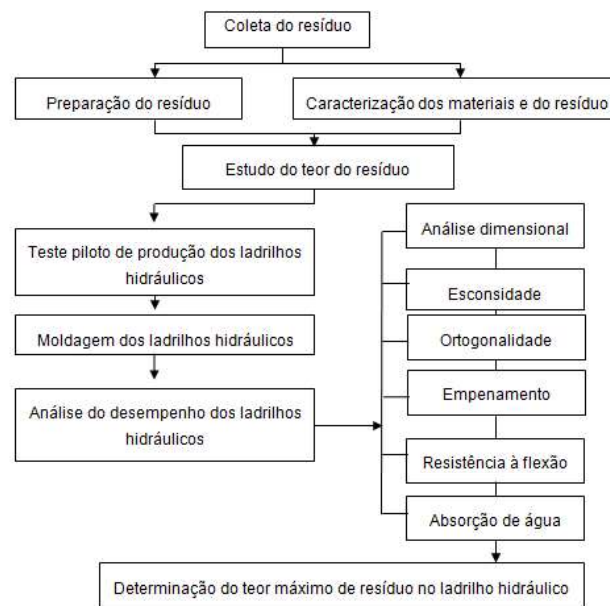 Coleta do resíduo
Preparação do resíduo
Caracterização dos materiais e do resíduo
Estudo do teor do resíduo
Teste piloto de produção dos ladrilhos
hidráulicos
Moldagem dos ladrilhos hidráulicos
Análise do desempenho dos ladrilhos
hidráulicos
Análise dimensional
Esconsidade
Ortogonalidade
Empenamento
Resistência à flexão
Absorção de água
Determinação do teor máximo de resíduo no ladrilho hidráulico